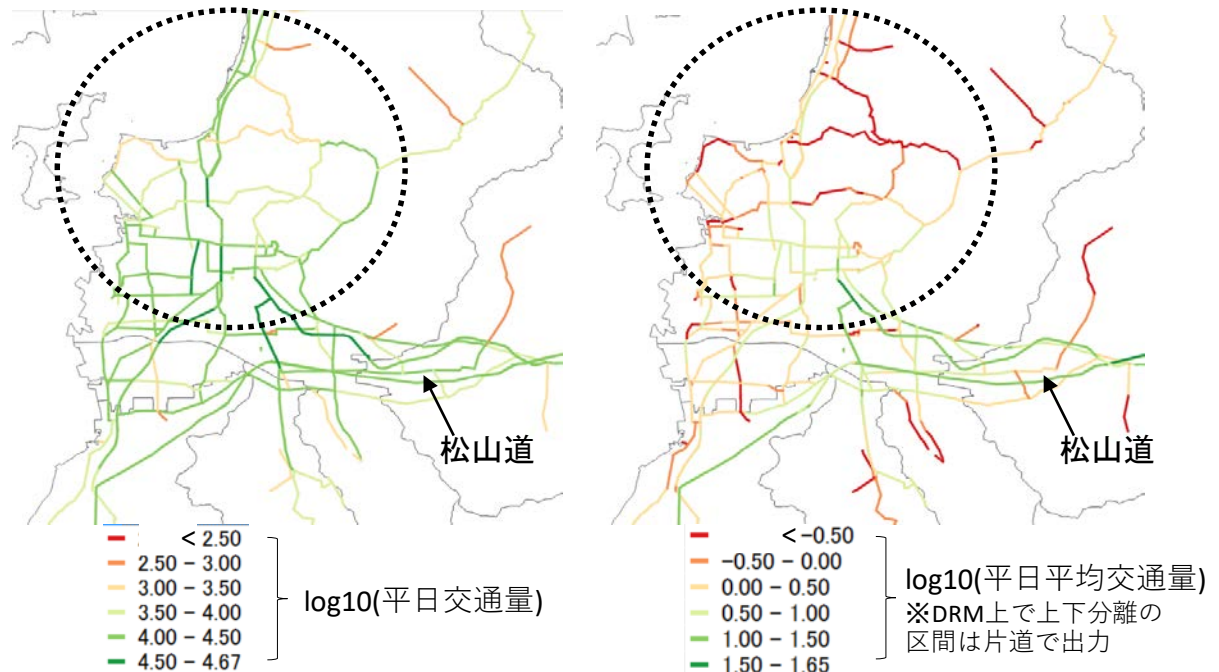 松山道
< 2.50
2.50 − 3.00
3.00 − 3.50
3.50 − 4.00
4.00 − 4.50
4.50 − 4.67
log10(平日交通量)
松山道
< −0.50
−0.50 − 0.00
0.00 − 0.50
0.50 − 1.00
1.00 − 1.50
1.50 − 1.65
log10(平日平均交通量)
※DRM上で上下分離の
区間は片道で出力